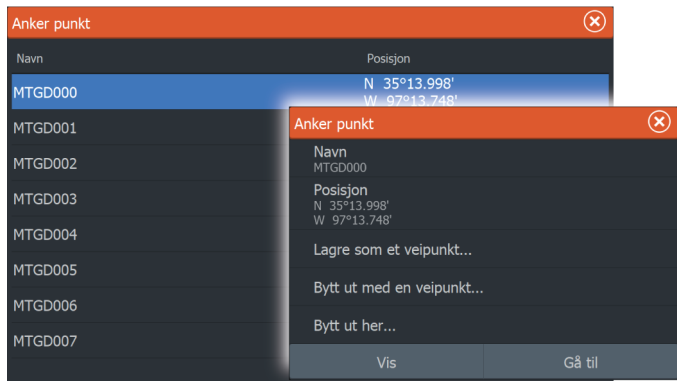 Anker punkt
Navn Posisjon
MTGD000 N 35°13.998'
W 97°13.748'
MTGD001
MTGD002
MTGD003
MTGD004
MTGD005
MTGD006
MTGD007
Anker punkt
Navn
MTGD000
Posisjon
N 35°13.998'
W 97°13.748'
Lagre som et veipunkt...
Bytt ut med en veipunkt...
Bytt ut her...
Vis Gå til